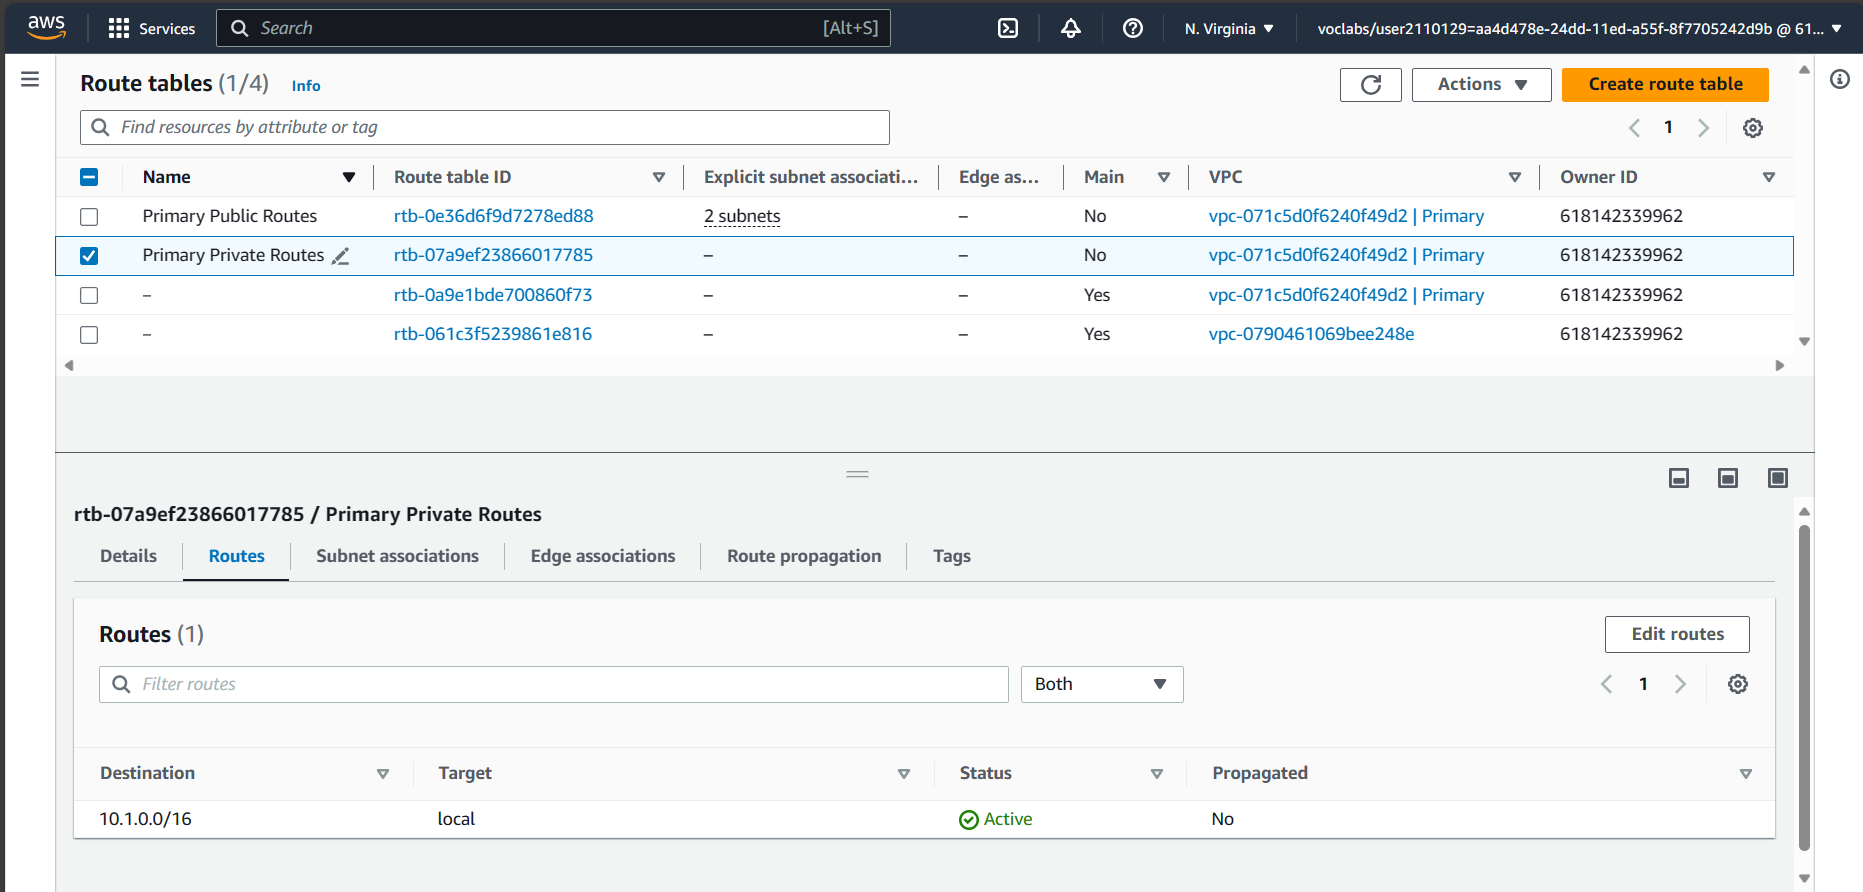 aws Services Search [Alt+S] N. Virginia voclabs/user2110129=aa4d478e-24dd-11ed-a55f-8f7705242d9b @ 61...
Route tables (1/4) Info Actions Create route table
Find resources by attribute or tag 1
Name Route table ID Explicit subnet associati... Edge as... Main VPC Owner ID
Primary Public Routes rtb-0e36d6f9d7278ed88 2 subnets – No vpc-071c5d0f6240f49d2 | Primary 618142339962
Primary Private Routes rtb-07a9ef23866017785 – – No vpc-071c5d0f6240f49d2 | Primary 618142339962
– rtb-0a9e1bde700860f73 – – Yes vpc-071c5d0f6240f49d2 | Primary 618142339962
– rtb-061c3f5239861e816 – – Yes vpc-0790461069bee248e 618142339962
rtb-07a9ef23866017785 / Primary Private Routes
Details Routes Subnet associations Edge associations Route propagation Tags
Routes (1) Edit routes
Filter routes Both 1
Destination Target Status Propagated
10.1.0.0/16 local Active No